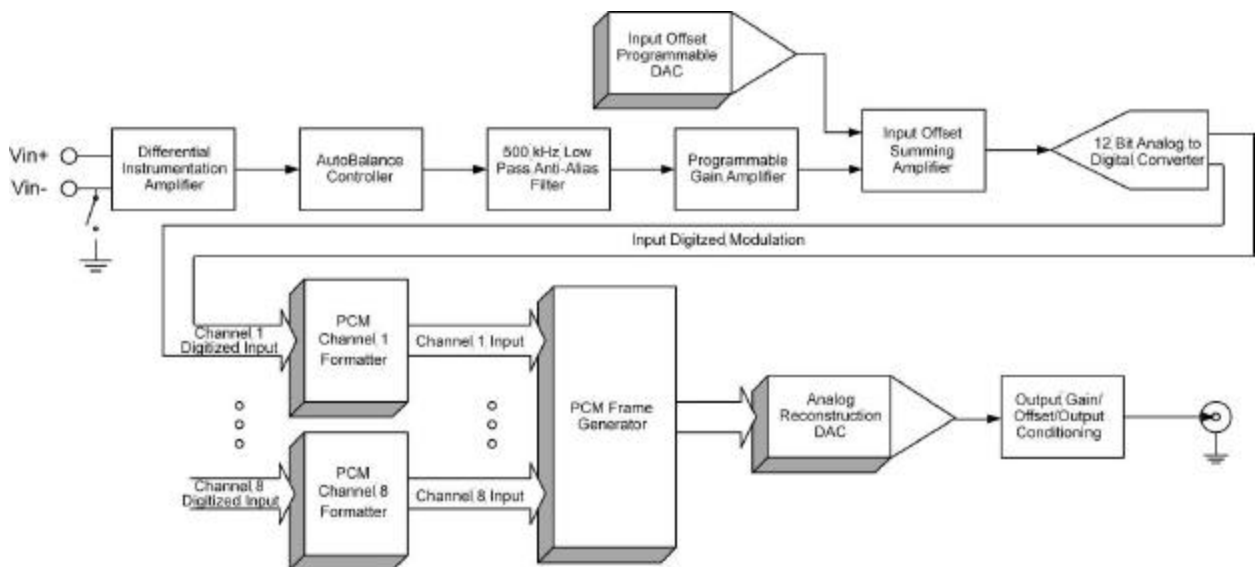 Input Offset
Programmable
DAC
Vin+
Vin-
Differential
Instrumentation
Amplifier
AutoBalance
Controller
500 kHz Low
Pass Anti-Alias
Filter
Programmable
Gain Amplifier
Input Offset
Summing
Amplifier
12 Bit Analog to
Digital Converter
Input Digitzed Modulation
Channel 1
Digitized Input
PCM
Channel 1
Formatter
Channel 1 Input
PCM Frame
Generator
Analog
Reconstruction
DAC
Output Gain/
Offset/Output
Conditioning
Channel 8
Digitized Input
PCM
Channel 8
Formatter
Channel 8 Input